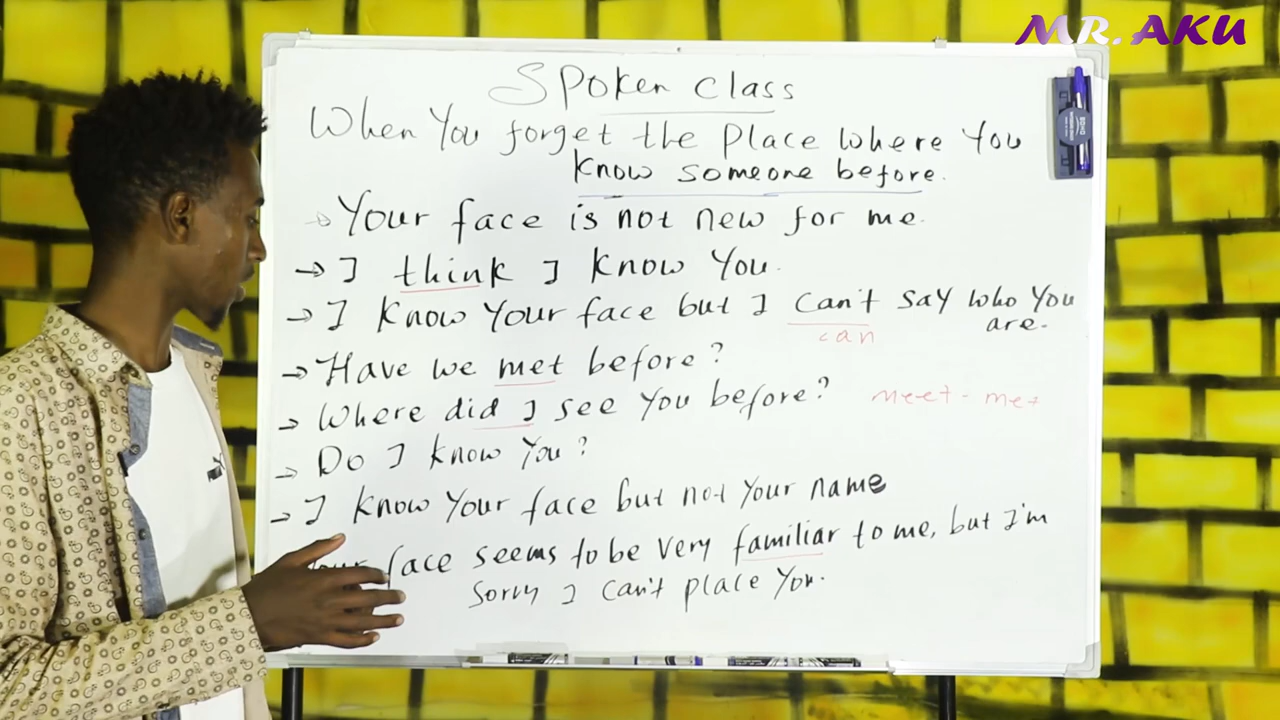 MR. AKU
Spoken class
When You forget the Place where You
know someone before.
Your face is not new for me.
→ I think I know You.
→ I know Your face but I can't say who you
are.
can
→ Have we met before?
→ Where did I see you before?
meet - met
→ Do I know You?
→ I know Your face but not your name
face seems to be very familiar to me, but I'm
Sorry I can't place you.